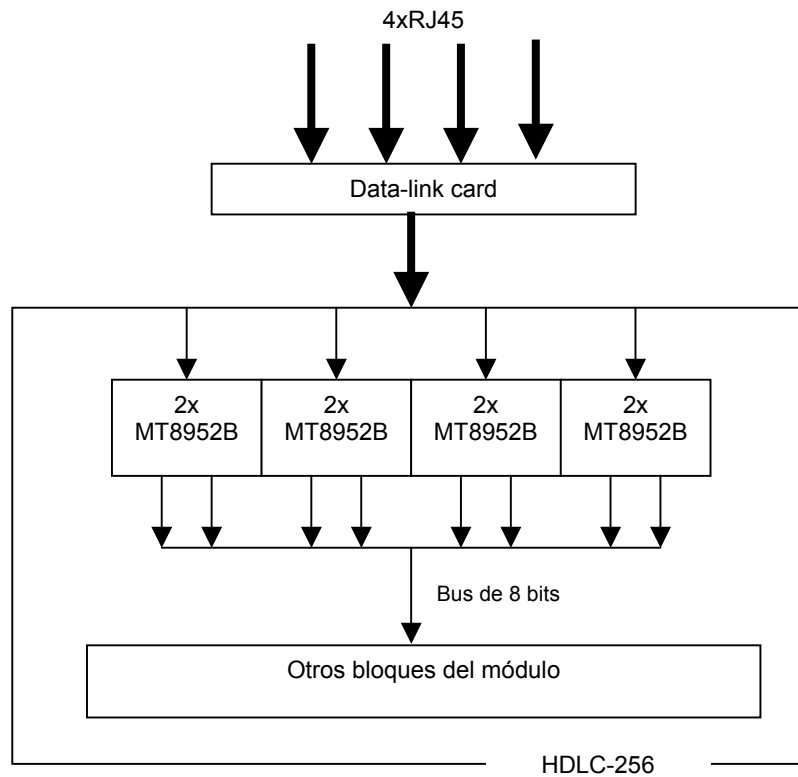 4xRJ45
Data-link card
2x
MT8952B
2x
MT8952B
2x
MT8952B
2x
MT8952B
Bus de 8 bits
Otros bloques del módulo
HDLC-256